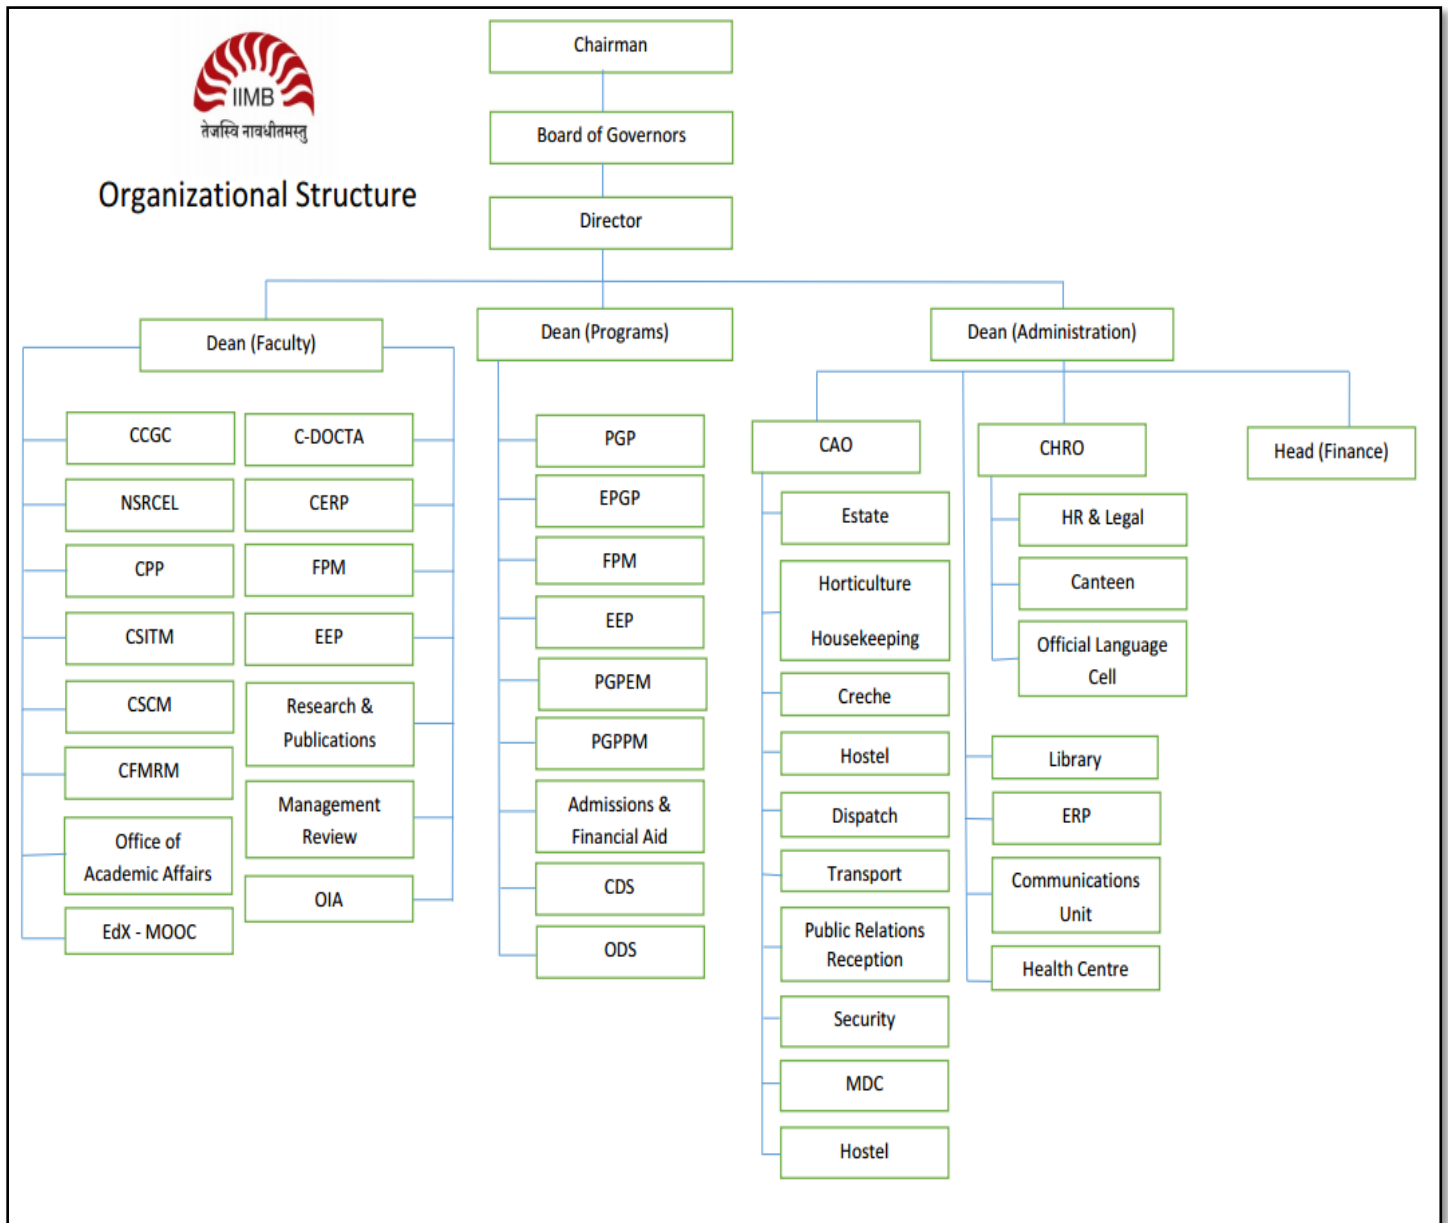 IIMB
तेजस्वि नावधीतमस्तु
Organizational Structure
Chairman
Board of Governors
Director
Dean (Faculty)
Dean (Programs)
Dean (Administration)
CCGC
NSRCEL
CPP
CSITM
CSCM
CFMRM
Office of
Academic Affairs
EdX - MOOC
C-DOCTA
CERP
FPM
EEP
Research &
Publications
Management
Review
OIA
PGP
EPGP
FPM
EEP
PGPEM
PGPPM
Admissions &
Financial Aid
CDS
ODS
CAO
Estate
Horticulture
Housekeeping
Creche
Hostel
Dispatch
Transport
Public Relations
Reception
Security
MDC
Hostel
CHRO
HR & Legal
Canteen
Official Language
Cell
Library
ERP
Communications
Unit
Health Centre
Head (Finance)